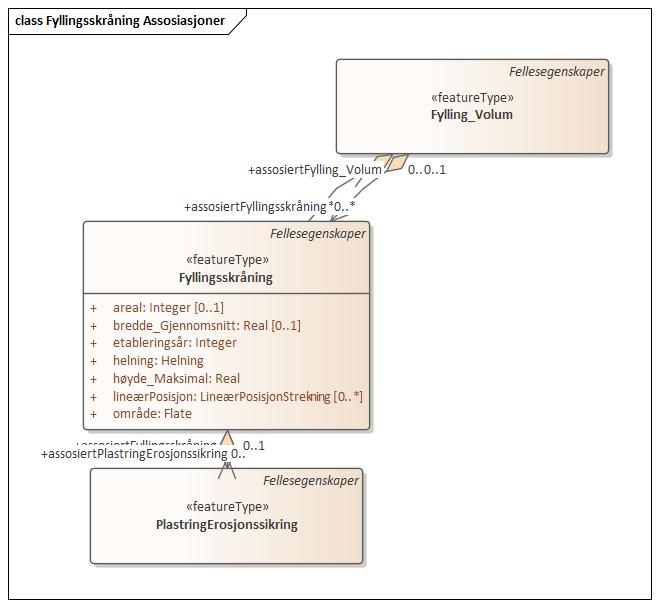 class Fyllingsskråning Assosiasjoner
Fellesegenskaper
«featureType»
Fylling_Volum
+assosiertFylling_Volum 0..0..1
+assosiertFyllingsskråning *0..*
Fellesegenskaper
«featureType»
Fyllingsskråning
+ areal: Integer [0..1]
+ bredde_Gjennomsnitt: Real [0..1]
+ etableringsår: Integer
+ helning: Helning
+ høyde_Maksimal: Real
+ lineærPosisjon: LineærPosisjonStrekning [0..*]
+ område: Flate
+assosiertFyllingsskråning 0..1
+assosiertPlastringErosjonssikring 0..
Fellesegenskaper
«featureType»
PlastringErosjonssikring